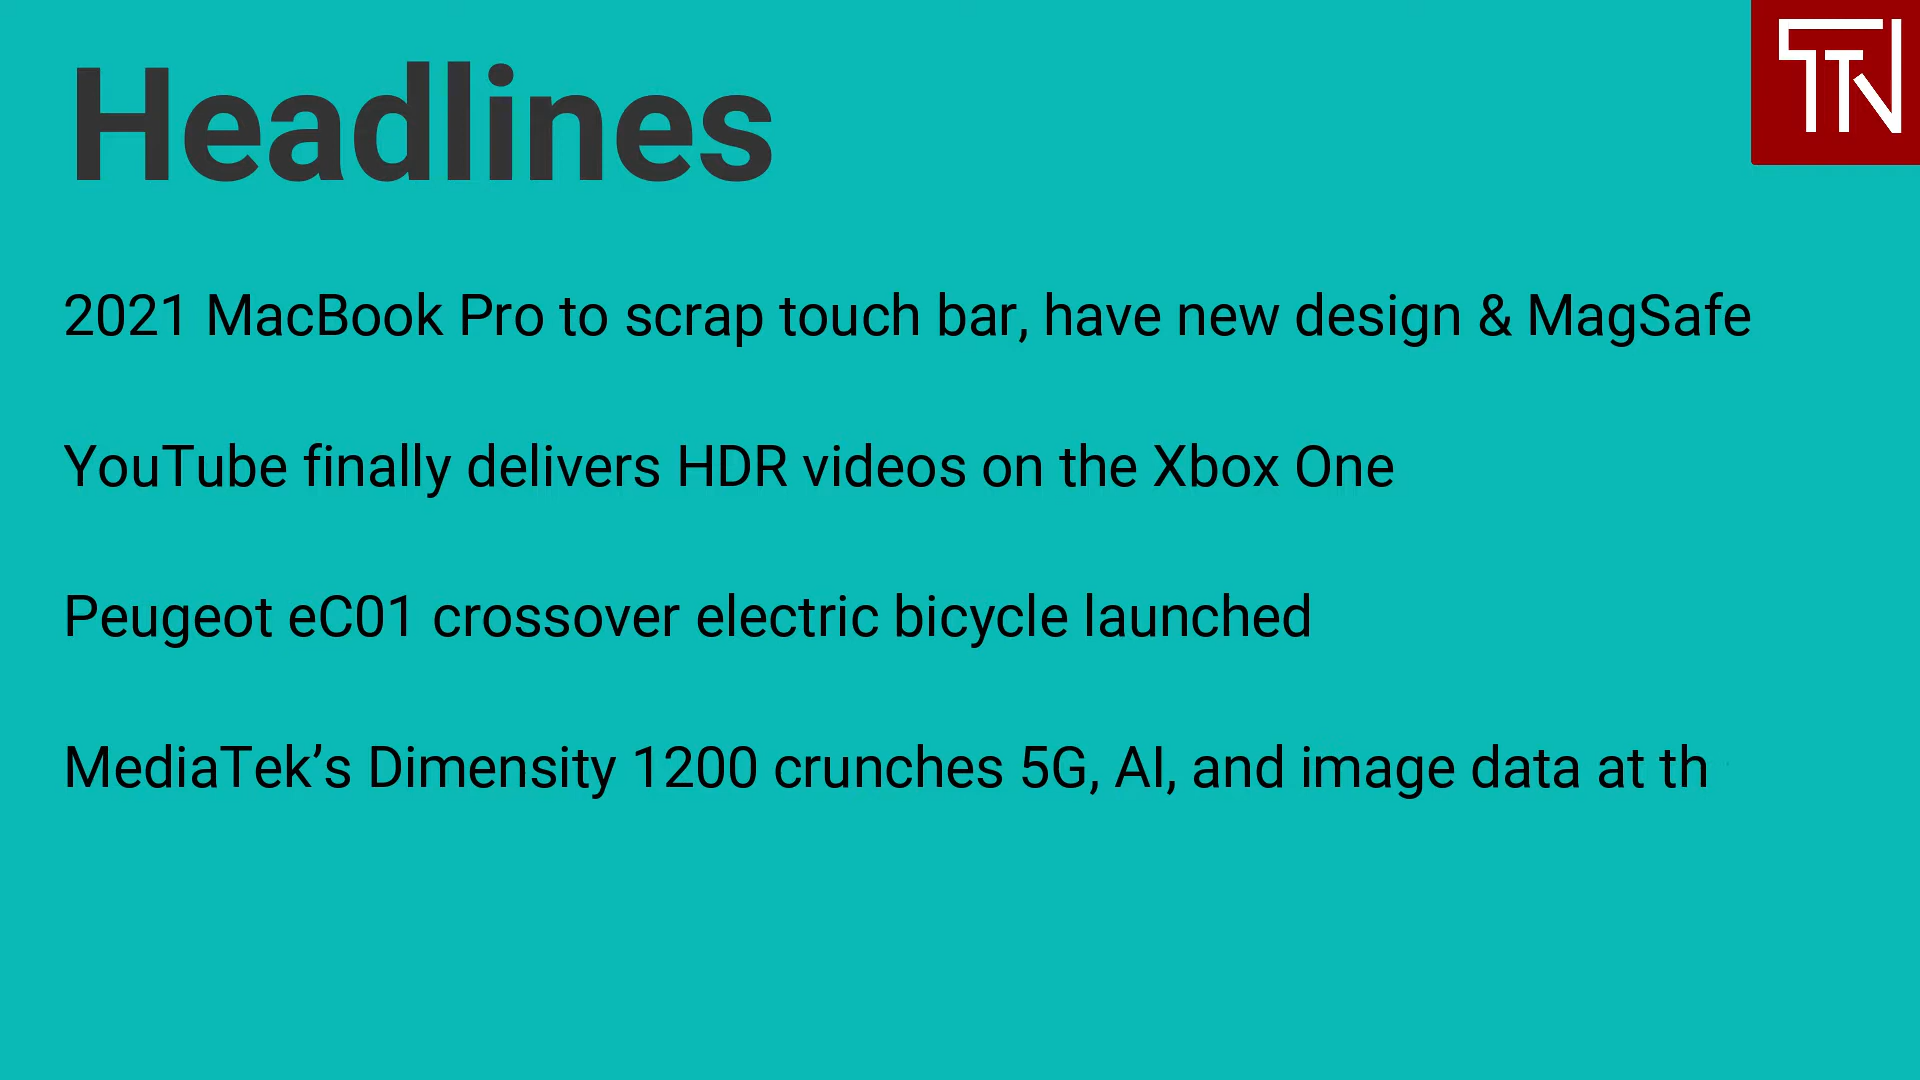 Headlines
TTN
2021 MacBook Pro to scrap touch bar, have new design & MagSafe
YouTube finally delivers HDR videos on the Xbox One
Peugeot eC01 crossover electric bicycle launched
MediaTek’s Dimensity 1200 crunches 5G, AI, and image data at th